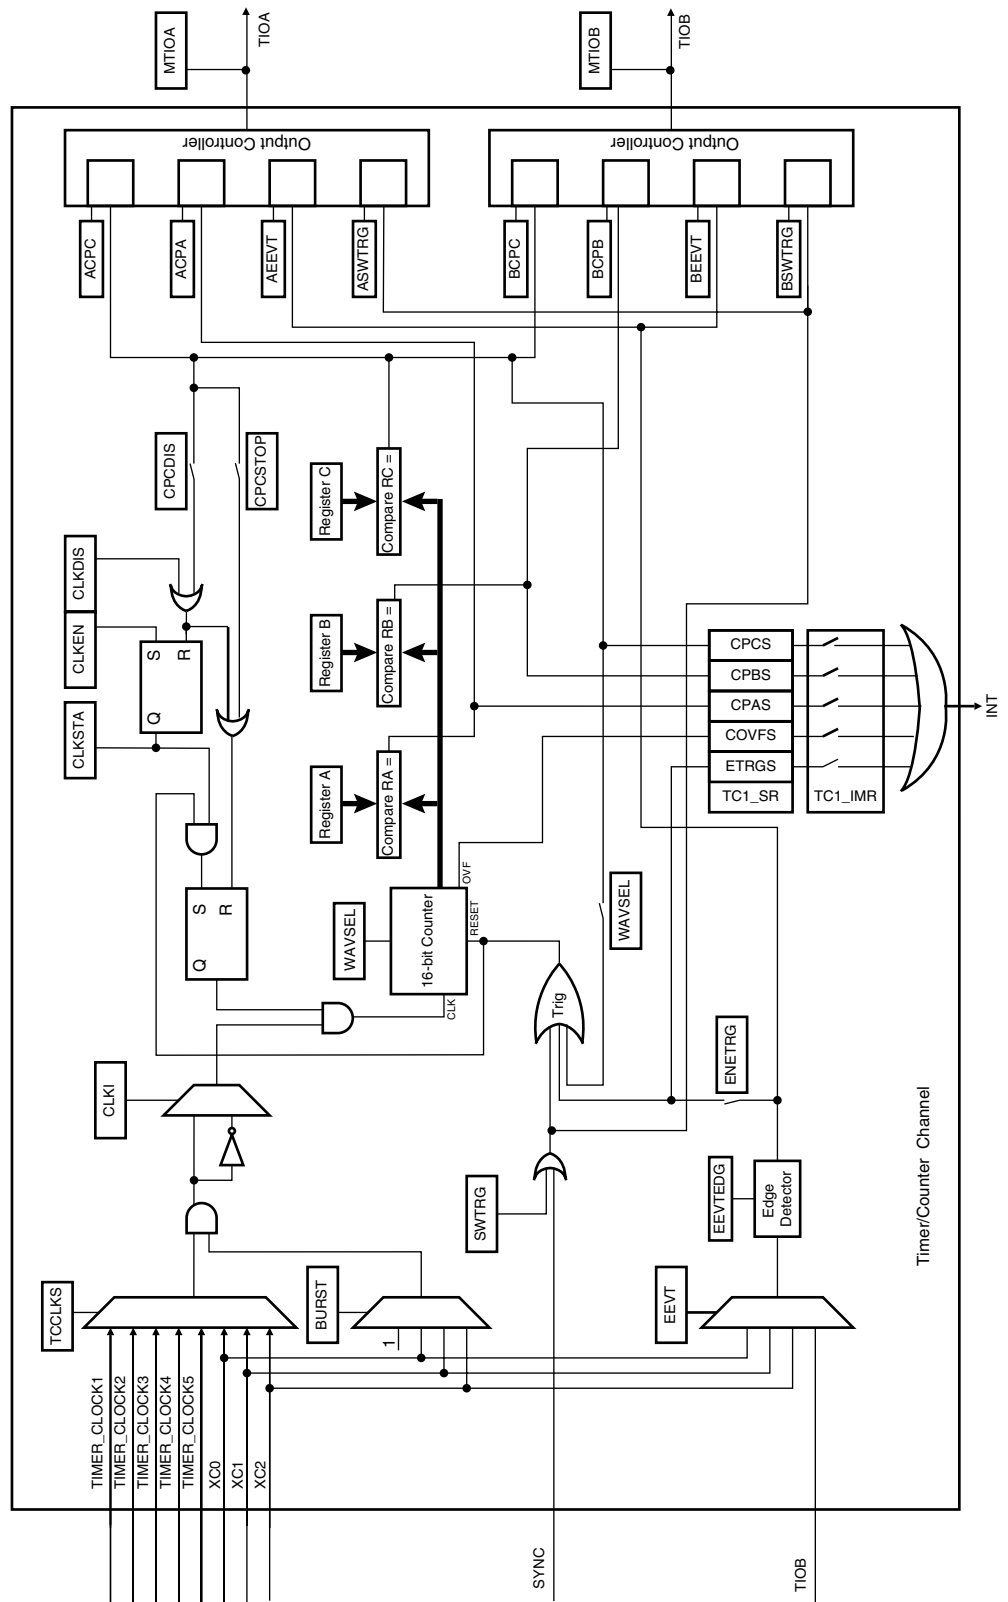 TIMER_CLOCK1
TIMER_CLOCK2
TIMER_CLOCK3
TIMER_CLOCK4
TIMER_CLOCK5
XC0
XC1
XC2
TCCLKS
CLKI
CLKSTA
CLKEN
CLKDIS
Q
S
R
Q
S
R
CPCDIS
CPCSTOP
ACPC
ACPA
AEEVT
ASWTRG
Output Controller
MTIOA
TIOA
BURST
1
WAVSEL
16-bit Counter
CLK
RESET
OVF
Register A
Register B
Register C
Compare RA =
Compare RB =
Compare RC =
BCPC
BCPB
BEEVT
BSWTRG
Output Controller
MTIOB
TIOB
SYNC
SWTRG
Trig
WAVSEL
TIOB
EEVT
EEVTEDG
Edge
Detector
ENETRG
CPCS
CPBS
CPAS
COVFS
ETRGS
TC1_SR
TC1_IMR
INT
Timer/Counter Channel